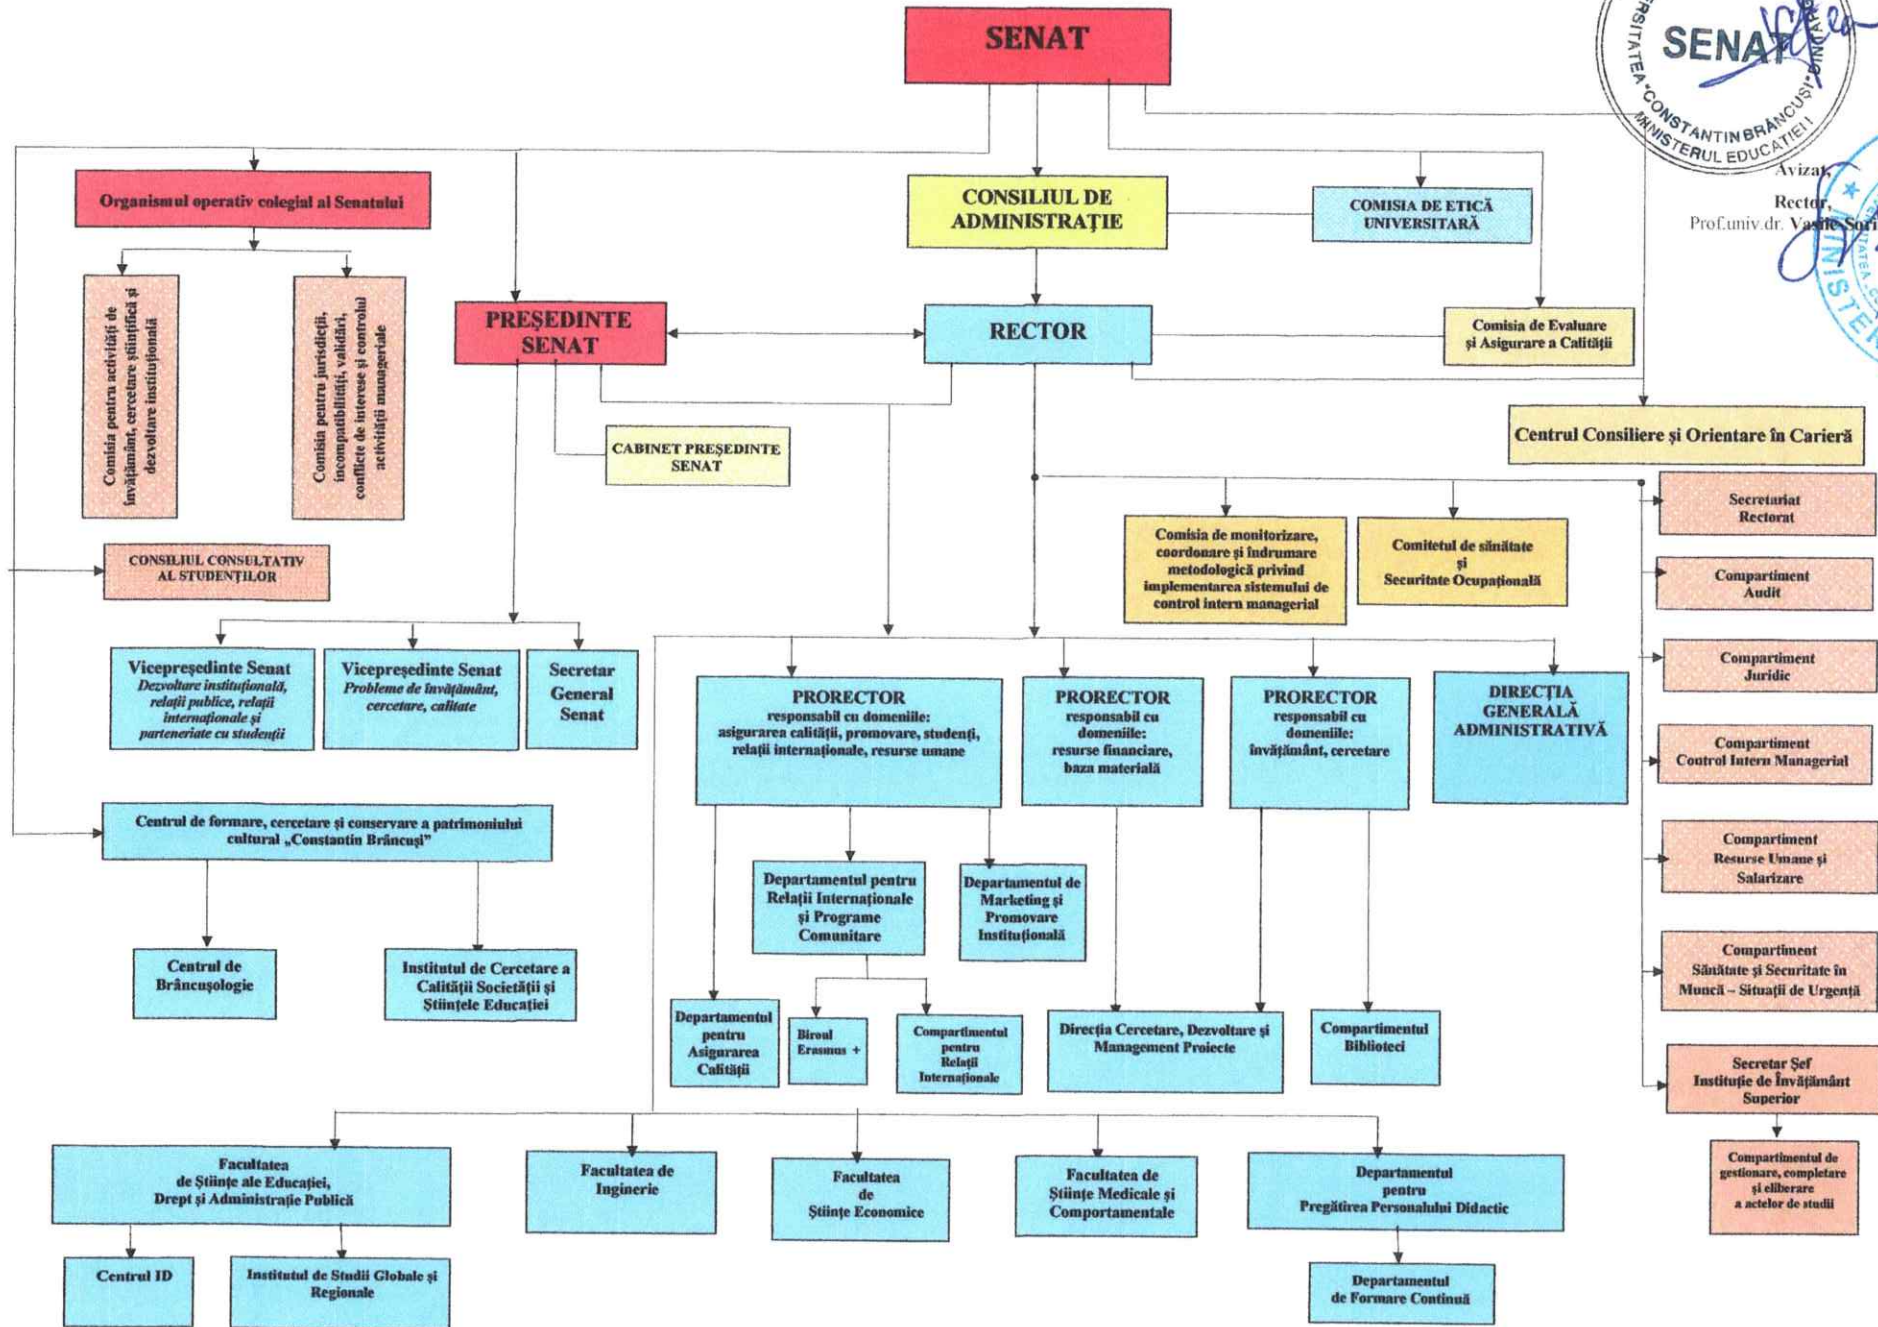 SENAT
SENAT
"CONSTANTIN BRÂNCUȘI"
MINISTERUL EDUCAȚIEI
Avizat,
Rector,
Prof.univ.dr. Vasile-Sori
Organismul operativ colegial al Senatului
CONSILIUL DE
ADMINISTRAȚIE
COMISIA DE ETICĂ
UNIVERSITARĂ
Comisia pentru activități de
învățământ, cercetare științifică și
dezvoltare instituțională
Comisia pentru jurisdicții,
incompatibilități, validări,
conflicte de interese și controlul
activității manageriale
PREȘEDINTE
SENAT
RECTOR
Comisia de Evaluare
și Asigurare a Calității
CABINET PREȘEDINTE
SENAT
Centrul Consiliere și Orientare în Carieră
CONSILIUL CONSULTATIV
AL STUDENȚILOR
Comisia de monitorizare,
coordonare și îndrumare
metodologică privind
implementarea sistemului de
control intern managerial
Comitetul de sănătate
și
Securitate Ocupațională
Secretariat
Rectorat
Compartiment
Audit
Compartiment
Juridic
Compartiment
Control Intern Managerial
Compartiment
Resurse Umane și
Salarizare
Compartiment
Sănătate și Securitate în
Muncă – Situații de Urgență
Secretar Șef
Instituție de Învățământ
Superior
Compartimentul de
gestionare, completare
și eliberare
a actelor de studii
Vicepreședinte Senat
Dezvoltare instituțională,
relații publice, relații
internaționale și
parteneriate cu studenții
Vicepreședinte Senat
Probleme de învățământ,
cercetare, calitate
Secretar
General
Senat
PRORECTOR
responsabil cu domeniile:
asigurarea calității, promovare, studenți,
relații internaționale, resurse umane
PRORECTOR
responsabil cu
domeniile:
resurse financiare,
baza materială
PRORECTOR
responsabil cu
domeniile:
învățământ, cercetare
DIRECȚIA
GENERALĂ
ADMINISTRATIVĂ
Centrul de formare, cercetare și conservare a patrimoniului
cultural „Constantin Brâncuși”
Centrul de
Brâncușologie
Institutul de Cercetare a
Calității Societății și
Științele Educației
Departamentul pentru
Relații Internaționale
și Programe
Comunitare
Departamentul de
Marketing și
Promovare
Instituțională
Departamentul
pentru
Asigurarea
Calității
Biroul
Erasmus +
Compartimentul
pentru
Relații
Internaționale
Direcția Cercetare, Dezvoltare și
Management Proiecte
Compartimentul
Biblioteci
Facultatea
de Științe ale Educației,
Drept și Administrație Publică
Facultatea de
Inginerie
Facultatea
de
Științe Economice
Facultatea de
Științe Medicale și
Comportamentale
Departamentul
pentru
Pregătirea Personalului Didactic
Centrul ID
Institutul de Studii Globale și
Regionale
Departamentul
de Formare Continuă